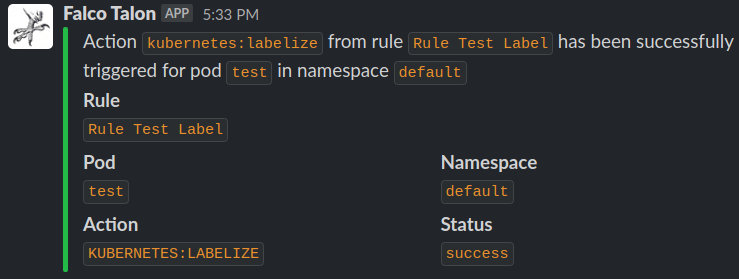 Falco Talon APP 5:33 PM
Action kubernetes:labelize from rule Rule Test Label has been successfully
triggered for pod test in namespace default
Rule
Rule Test Label
Pod Namespace
test default
Action Status
KUBERNETES:LABELIZE success